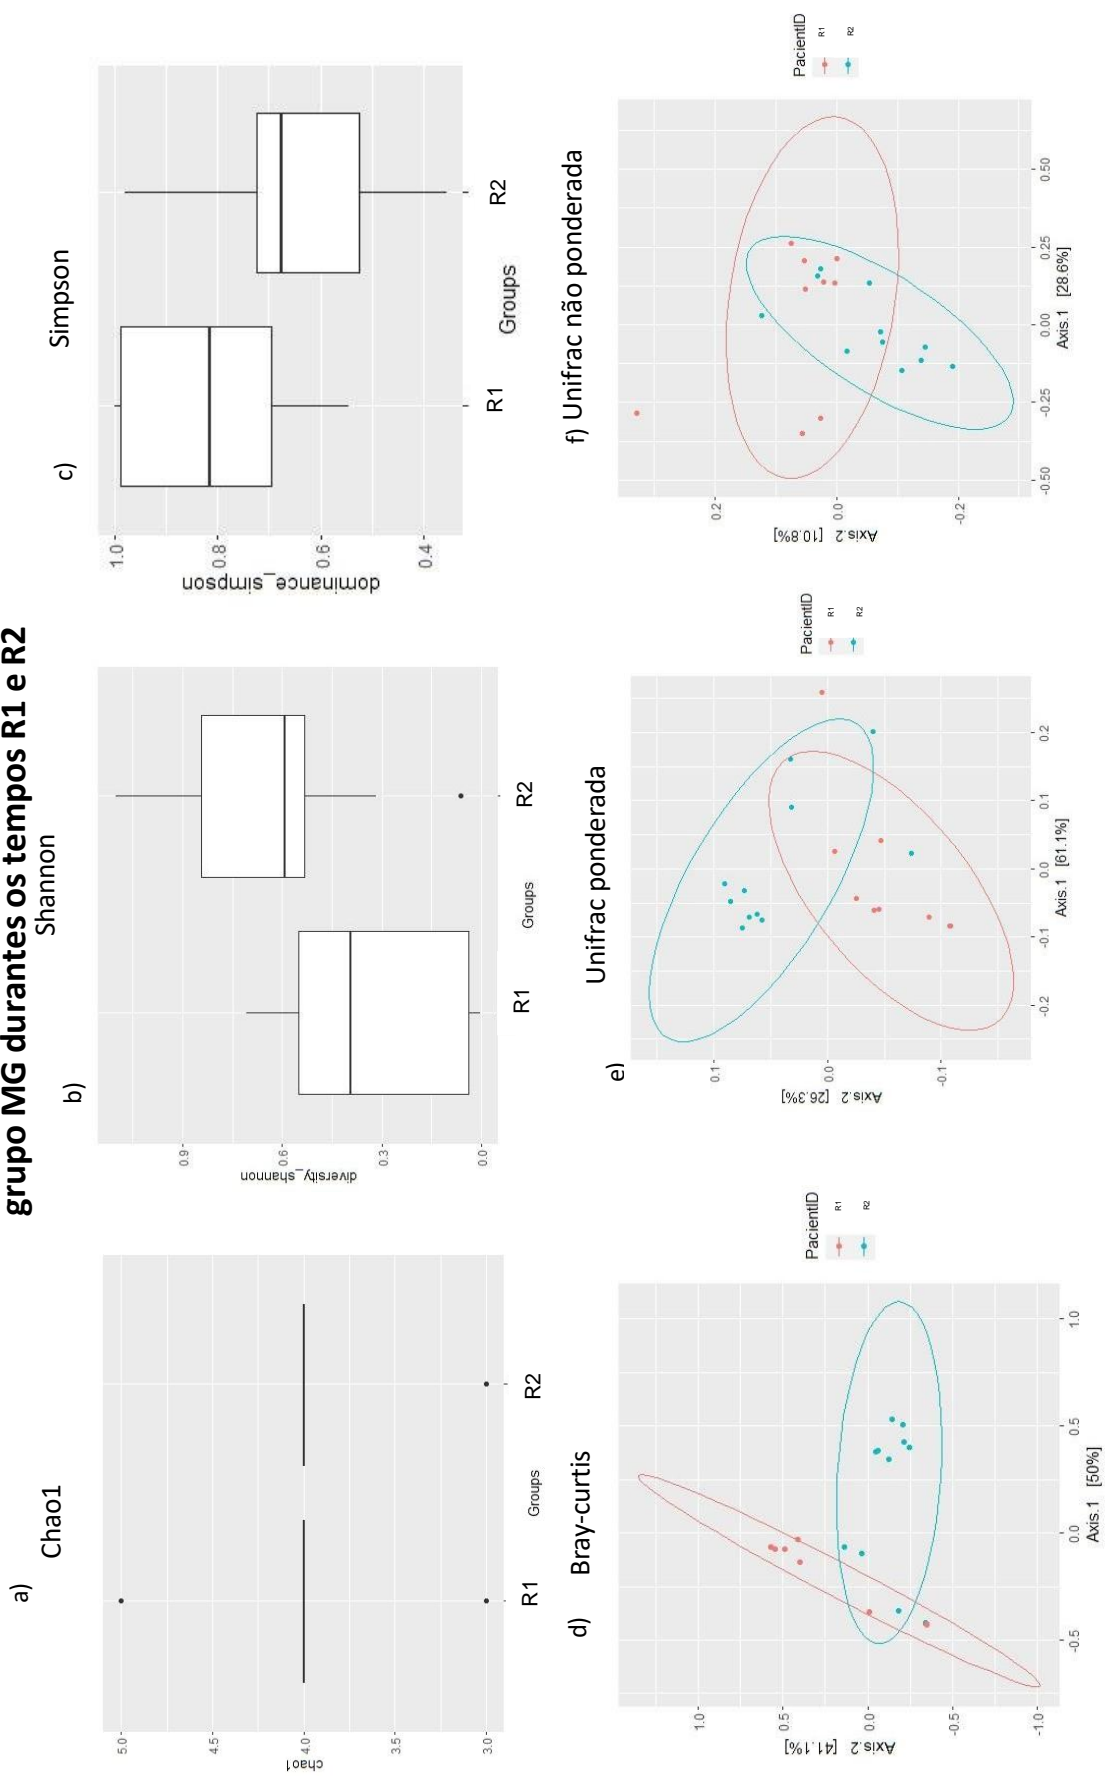 grupo MG durantes os tempos R1 e R2
a)
Chao1
chao1
5.0
4.5
4.0
3.5
3.0
R1
R2
Groups
b)
Shannon
diversity_shannon
0.9
0.6
0.3
0.0
R1
R2
Groups
c)
Simpson
dominance_simpson
1.0
0.8
0.6
0.4
R1
R2
Groups
d)
Bray-curtis
Axis.2 [41.1%]
1.0
0.5
0.0
-0.5
-1.0
-0.5
0.0
0.5
1.0
Axis.1 [50%]
PacientID
R1
R2
e)
Unifrac ponderada
Axis.2 [26.3%]
0.1
0.0
-0.1
-0.2
-0.1
0.0
0.1
0.2
Axis.1 [61.1%]
PacientID
R1
R2
f) Unifrac não ponderada
Axis.2 [10.8%]
0.2
0.0
-0.2
-0.50
-0.25
0.00
0.25
0.50
Axis.1 [28.6%]
PacientID
R1
R2